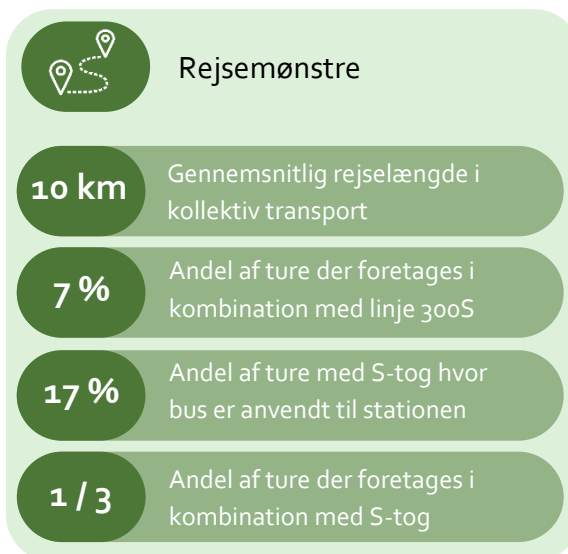 Rejsemønstre
10 km
Gennemsnitlig rejselængde i
kollektiv transport
7 %
Andel af ture der foretages i
kombination med linje 300S
17 %
Andel af ture med S-tog hvor
bus er anvendt til stationen
1 / 3
Andel af ture der foretages i
kombination med S-tog